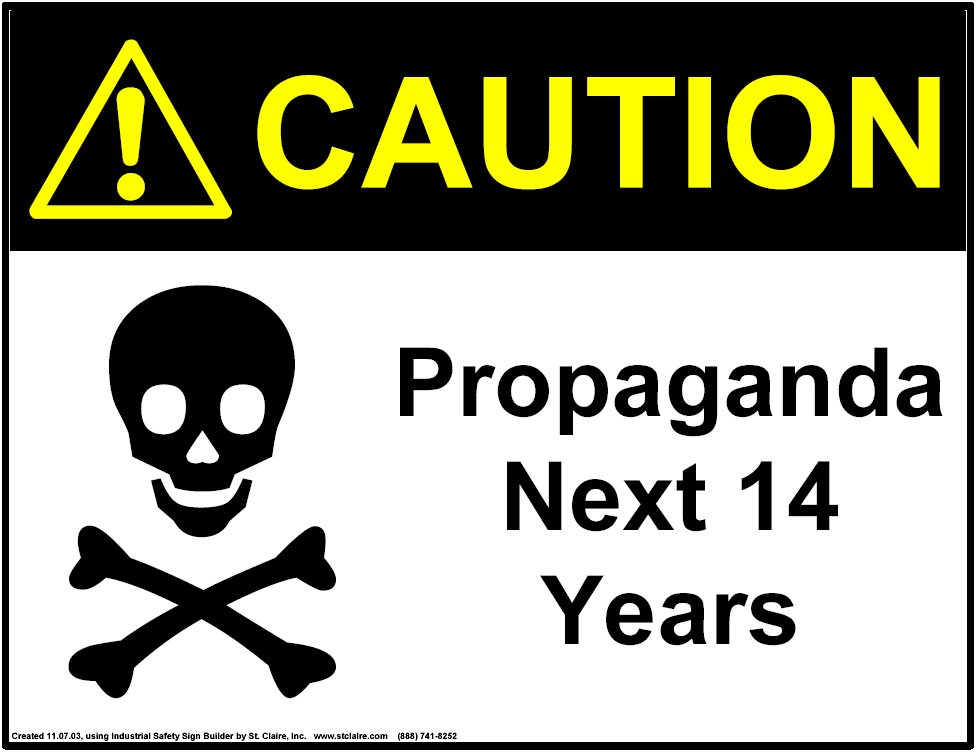 CAUTION
Propaganda
Next 14
Years
Created 11.07.03, using Industrial Safety Sign Builder by St. Claire, Inc. www.stclaire.com (888) 741-8252